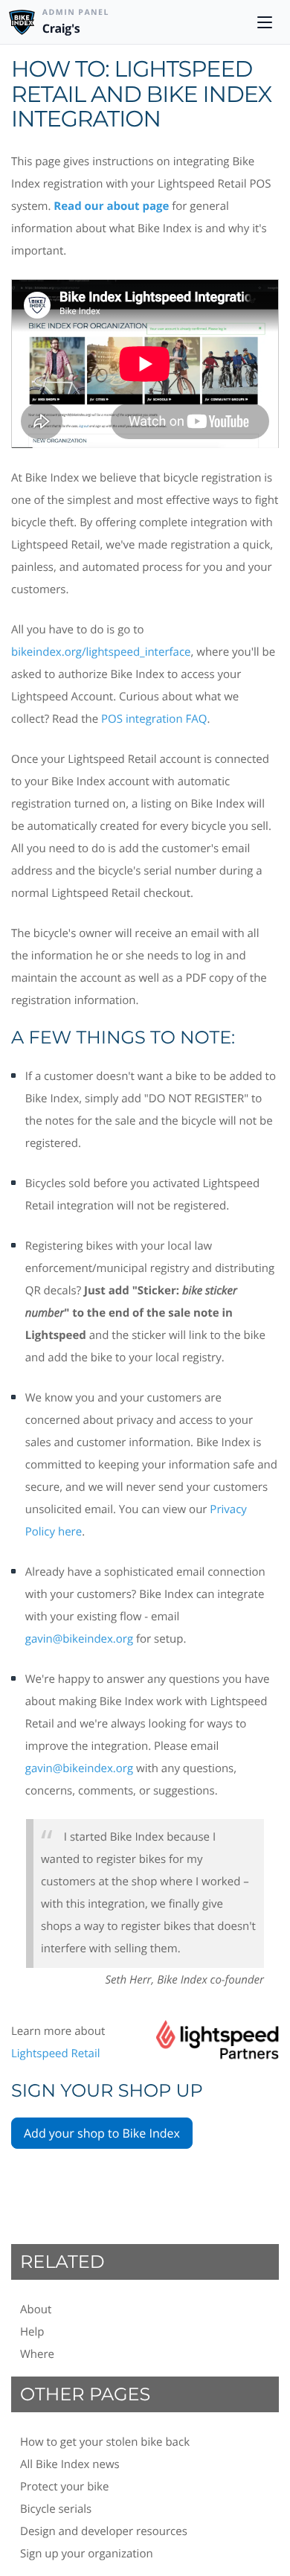 BIKE INDEX
ADMIN PANEL
Craig's
HOW TO: LIGHTSPEED
RETAIL AND BIKE INDEX
INTEGRATION
This page gives instructions on integrating Bike
Index registration with your Lightspeed Retail POS
system. Read our about page for general
information about what Bike Index is and why it's
important.
Bike Index Lightspeed Integratio
Bike Index
BIKE INDEX FOR ORGANIZATION
Watch on YouTube
NEW ORGANIZATION
At Bike Index we believe that bicycle registration is
one of the simplest and most effective ways to fight
bicycle theft. By offering complete integration with
Lightspeed Retail, we've made registration a quick,
painless, and automated process for you and your
customers.
All you have to do is go to
bikeindex.org/lightspeed_interface, where you'll be
asked to authorize Bike Index to access your
Lightspeed Account. Curious about what we
collect? Read the POS integration FAQ.
Once your Lightspeed Retail account is connected
to your Bike Index account with automatic
registration turned on, a listing on Bike Index will
be automatically created for every bicycle you sell.
All you need to do is add the customer's email
address and the bicycle's serial number during a
normal Lightspeed Retail checkout.
The bicycle's owner will receive an email with all
the information he or she needs to log in and
maintain the account as well as a PDF copy of the
registration information.
A FEW THINGS TO NOTE:
If a customer doesn't want a bike to be added to
Bike Index, simply add "DO NOT REGISTER" to
the notes for the sale and the bicycle will not be
registered.
Bicycles sold before you activated Lightspeed
Retail integration will not be registered.
Registering bikes with your local law
enforcement/municipal registry and distributing
QR decals? Just add "Sticker: bike sticker
number" to the end of the sale note in
Lightspeed and the sticker will link to the bike
and add the bike to your local registry.
We know you and your customers are
concerned about privacy and access to your
sales and customer information. Bike Index is
committed to keeping your information safe and
secure, and we will never send your customers
unsolicited email. You can view our Privacy
Policy here.
Already have a sophisticated email connection
with your customers? Bike Index can integrate
with your existing flow - email
gavin@bikeindex.org for setup.
We're happy to answer any questions you have
about making Bike Index work with Lightspeed
Retail and we're always looking for ways to
improve the integration. Please email
gavin@bikeindex.org with any questions,
concerns, comments, or suggestions.
“ I started Bike Index because I
wanted to register bikes for my
customers at the shop where I worked –
with this integration, we finally give
shops a way to register bikes that doesn't
interfere with selling them.
Seth Herr, Bike Index co-founder
Learn more about
Lightspeed Retail
lightspeed
Partners
SIGN YOUR SHOP UP
Add your shop to Bike Index
RELATED
About
Help
Where
OTHER PAGES
How to get your stolen bike back
All Bike Index news
Protect your bike
Bicycle serials
Design and developer resources
Sign up your organization